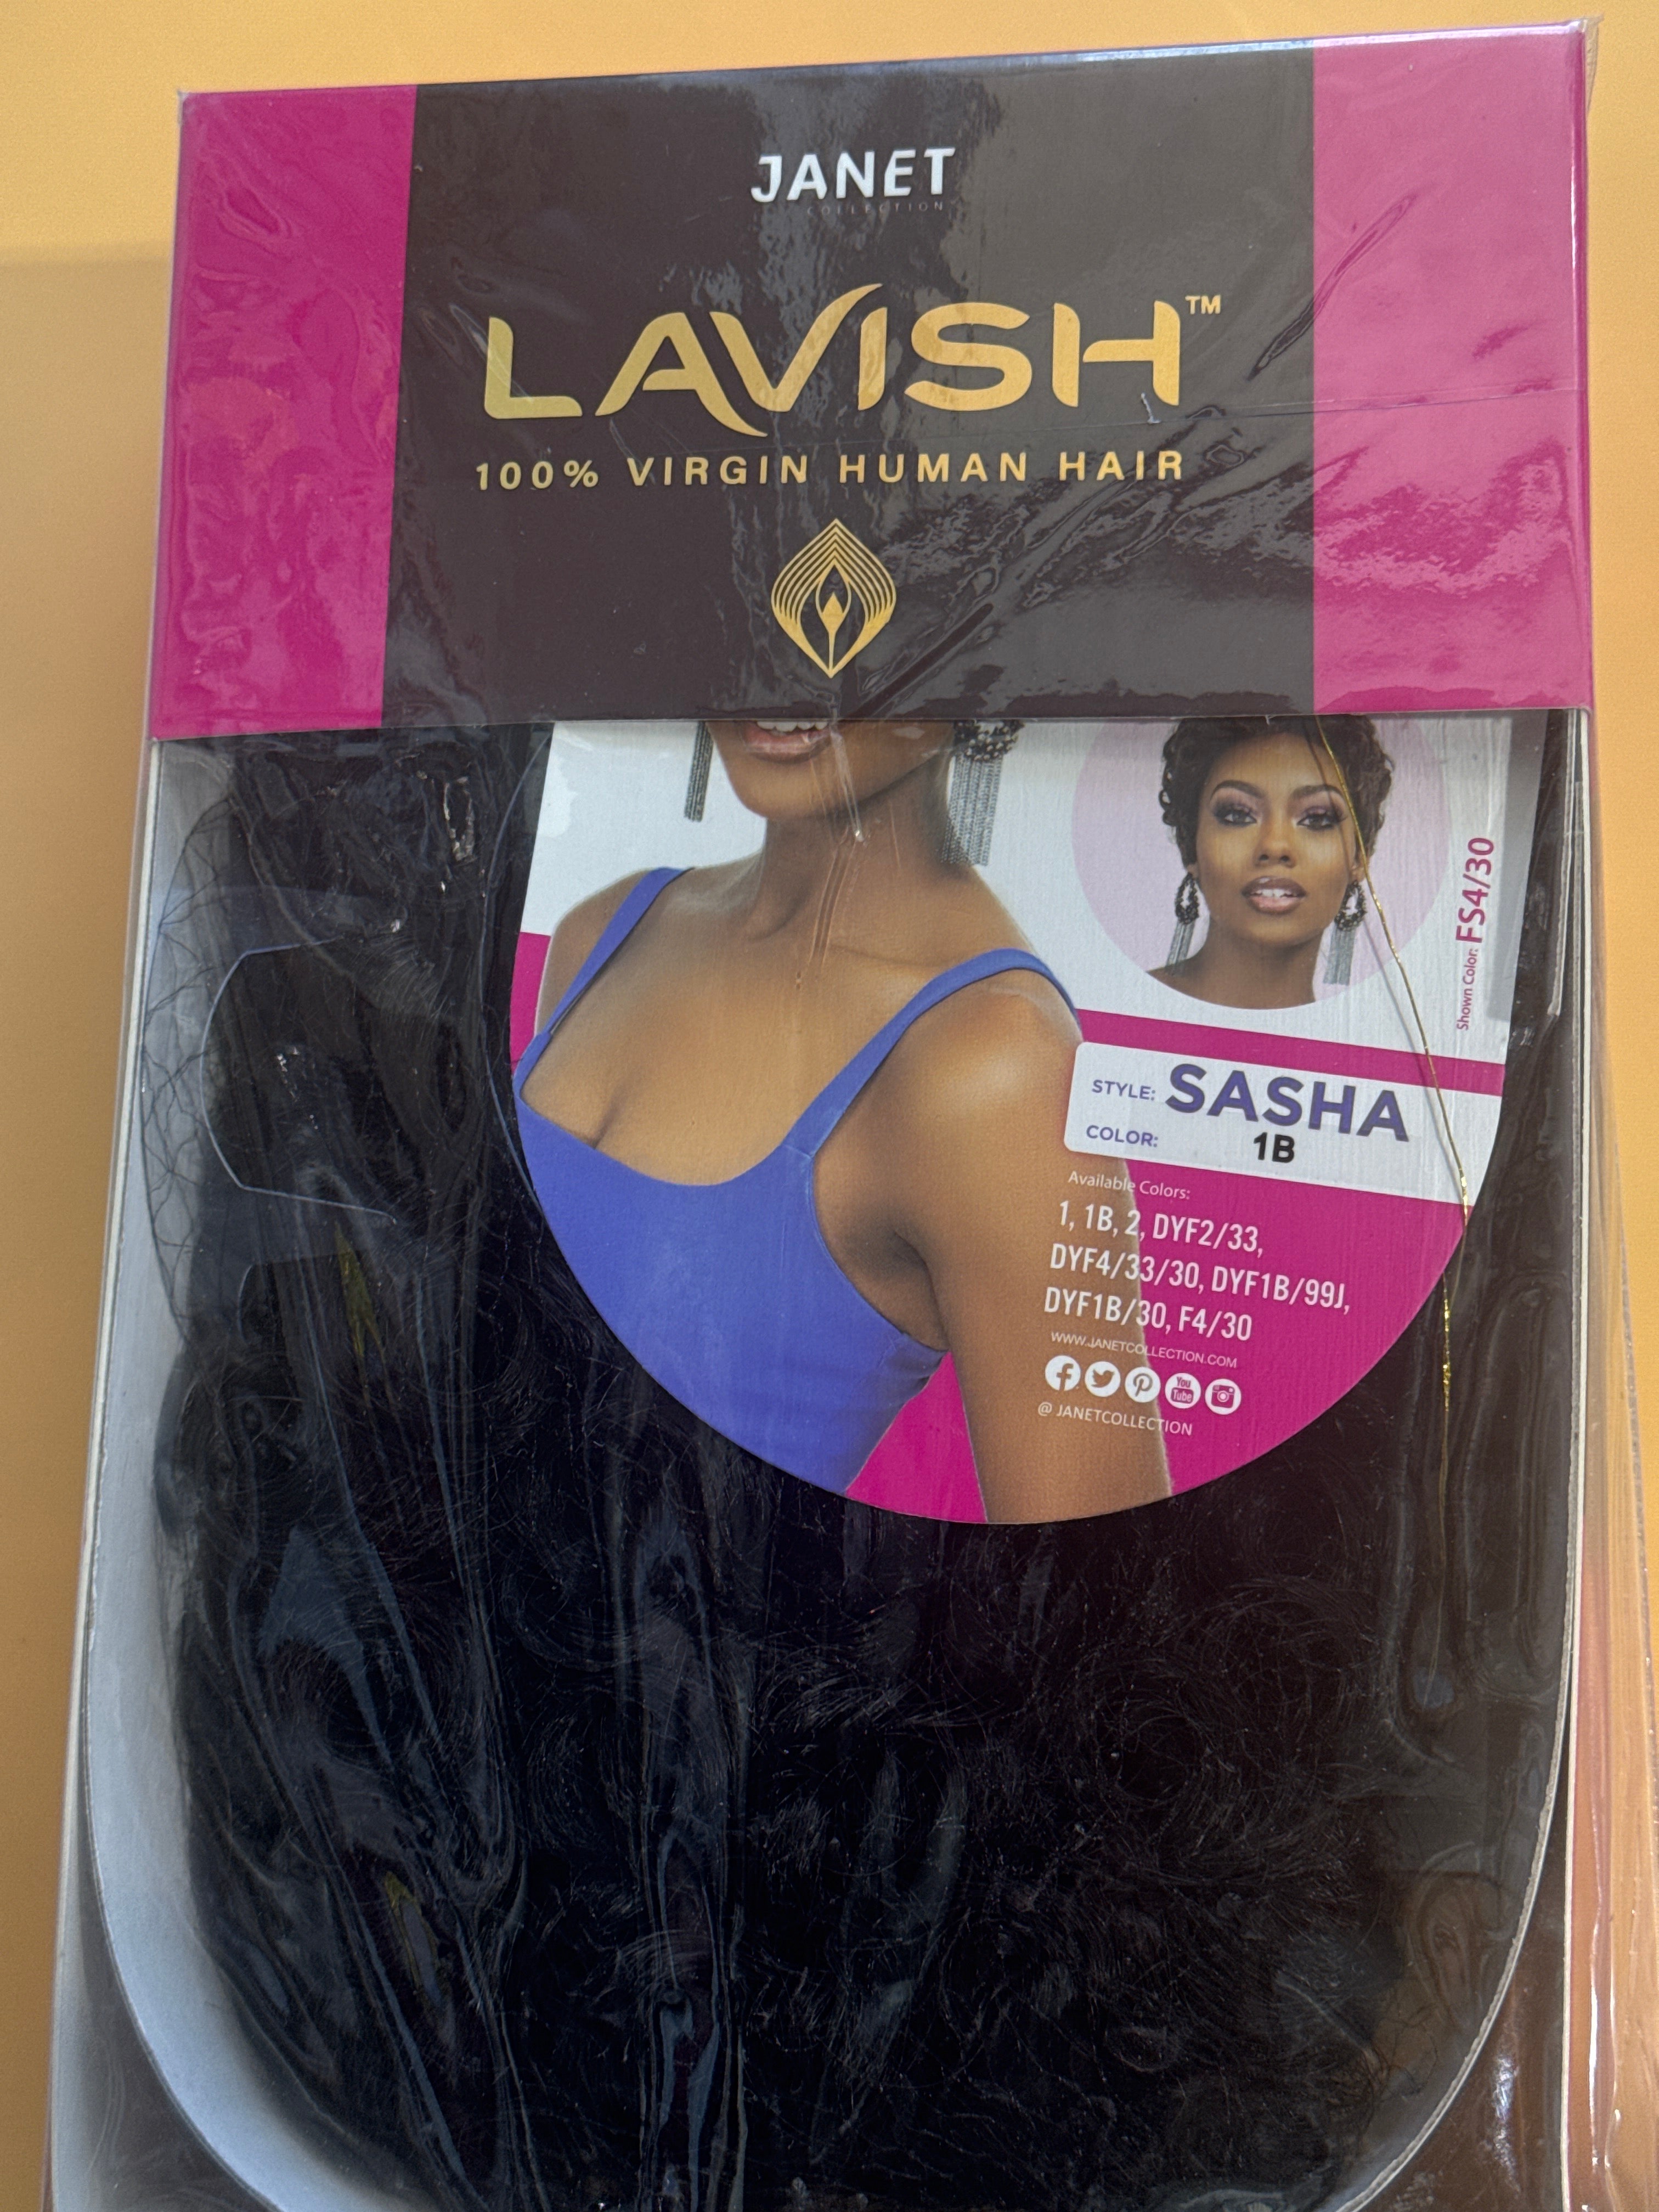 JANET
COLLECTION
LAVISH™
100% VIRGIN HUMAN HAIR
Shown Color: FS4/30
STYLE: SASHA
COLOR: 1B
Available Colors:
1, 1B, 2, DYF2/33,
DYF4/33/30, DYF1B/99J,
DYF1B/30, F4/30
WWW.JANETCOLLECTION.COM
You
Tube
@ JANETCOLLECTION